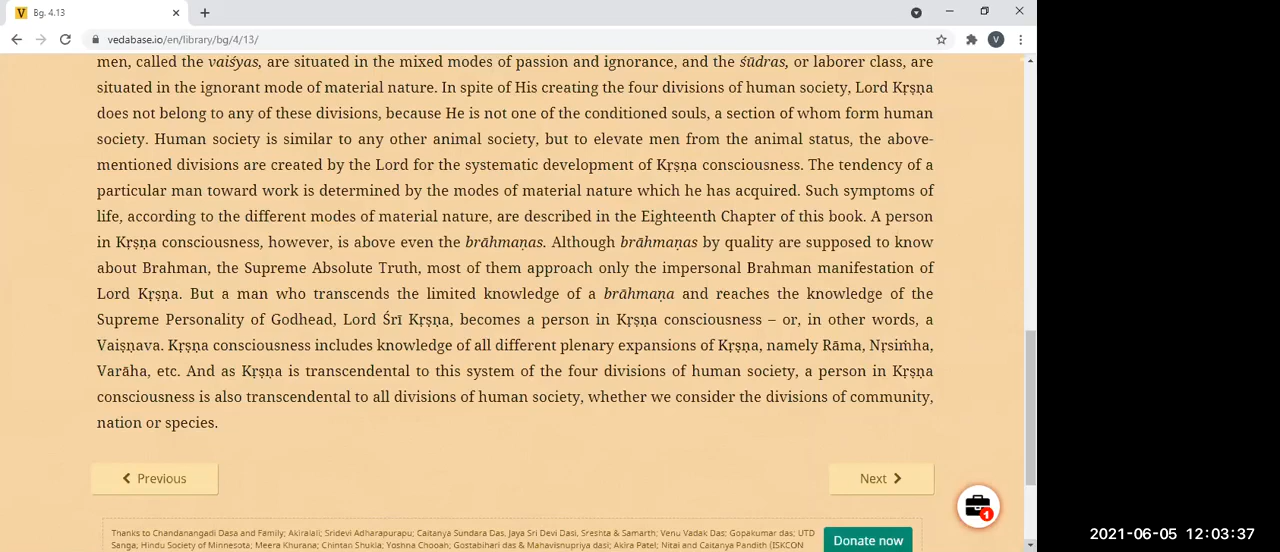 Bg. 4.13
vedabase.io/en/library/bg/4/13/
V
men, called the vaiśyas, are situated in the mixed modes of passion and ignorance, and the śūdras, or laborer class, are
situated in the ignorant mode of material nature. In spite of His creating the four divisions of human society, Lord Kṛṣṇa
does not belong to any of these divisions, because He is not one of the conditioned souls, a section of whom form human
society. Human society is similar to any other animal society, but to elevate men from the animal status, the above-
mentioned divisions are created by the Lord for the systematic development of Kṛṣṇa consciousness. The tendency of a
particular man toward work is determined by the modes of material nature which he has acquired. Such symptoms of
life, according to the different modes of material nature, are described in the Eighteenth Chapter of this book. A person
in Kṛṣṇa consciousness, however, is above even the brāhmaṇas. Although brāhmaṇas by quality are supposed to know
about Brahman, the Supreme Absolute Truth, most of them approach only the impersonal Brahman manifestation of
Lord Kṛṣṇa. But a man who transcends the limited knowledge of a brāhmaṇa and reaches the knowledge of the
Supreme Personality of Godhead, Lord Śrī Kṛṣṇa, becomes a person in Kṛṣṇa consciousness – or, in other words, a
Vaiṣṇava. Kṛṣṇa consciousness includes knowledge of all different plenary expansions of Kṛṣṇa, namely Rāma, Nṛsiṁha,
Varāha, etc. And as Kṛṣṇa is transcendental to this system of the four divisions of human society, a person in Kṛṣṇa
consciousness is also transcendental to all divisions of human society, whether we consider the divisions of community,
nation or species.
Previous
Next
1
Thanks to Chandanangadi Dasa and Family; Akiralali; Sridevi Adharapurapu; Caitanya Sundara Das, Jaya Sri Devi Dasi, Sreshta & Samarth; Venu Vadak Das; Gopakumar das; UTD
Sanga, Hindu Society of Minnesota; Meera Khurana; Chintan Shukla; Yoshna Chooah; Gostabihari das & Mahavisnupriya dasi; Akira Patel; Nitai and Caitanya Pandith (ISKCON
Donate now
2021-06-05 12:03:37